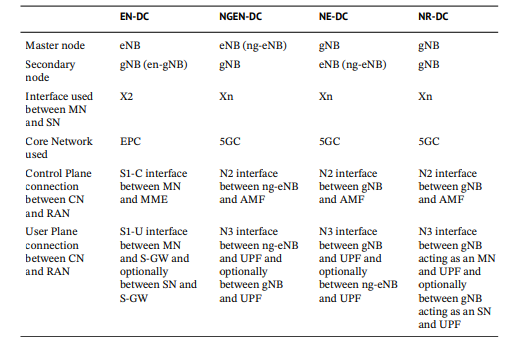 EN-DC NGEN-DC NE-DC NR-DC
Master node eNB eNB (ng-eNB) gNB gNB
Secondary gNB (en-gNB) gNB eNB (ng-eNB) gNB
node
Interface used X2 Xn Xn Xn
between MN
and SN
Core Network EPC 5GC 5GC 5GC
used
Control Plane S1-C interface N2 interface N2 interface N2 interface
connection between MN between ng-eNB between gNB between gNB
between CN and MME and AMF and AMF and AMF
and RAN
User Plane S1-U interface N3 interface N3 interface N3 interface
connection between MN between ng-eNB between gNB between gNB
between CN and S-GW and and UPF and and UPF and acting as an MN
and RAN optionally optionally optionally and UPF and
between SN and between gNB between ng-eNB optionally
S-GW and UPF and UPF between gNB
acting as an SN
and UPF